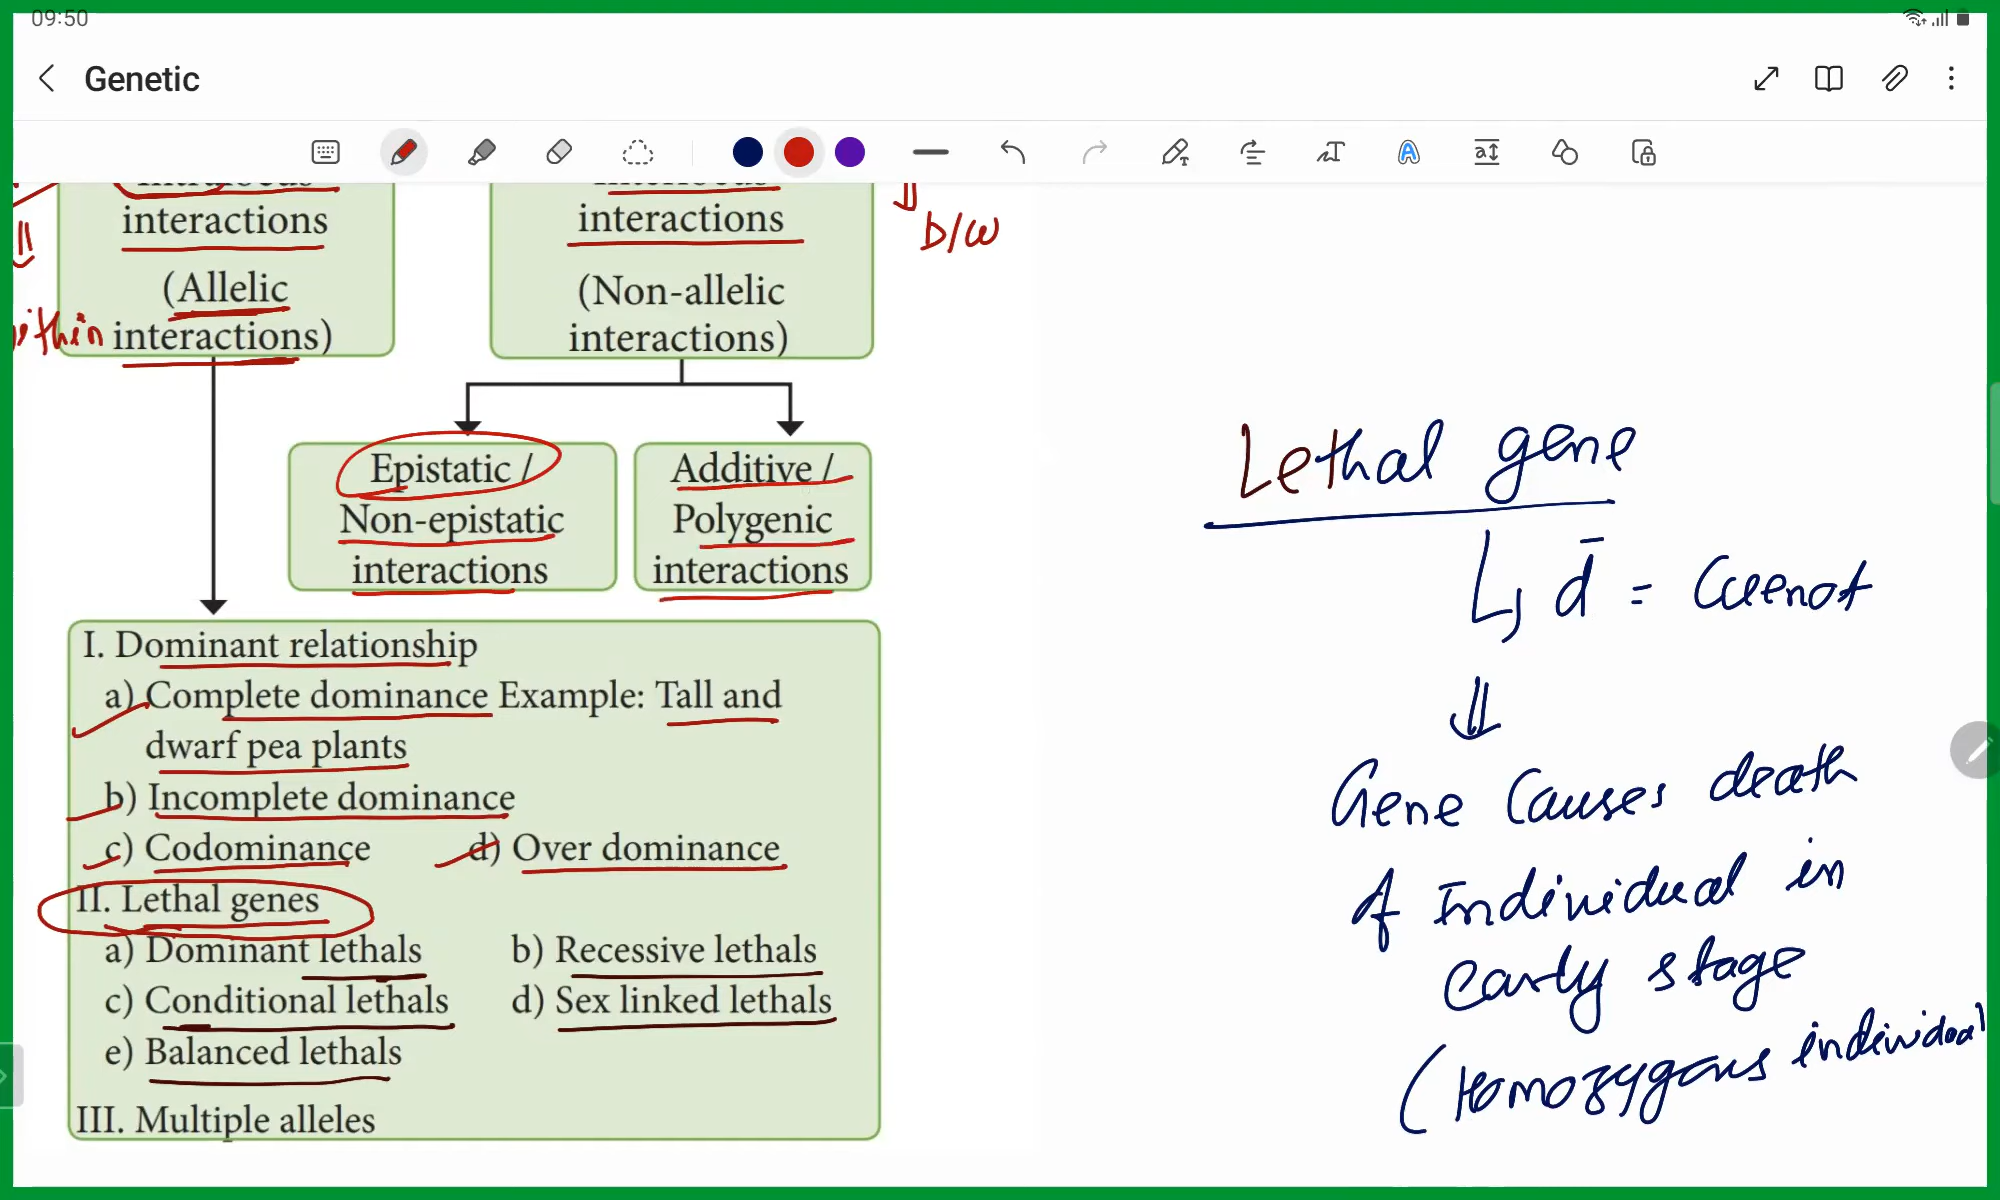 09:50
Genetic
interactions
(Allelic
interactions)
within
interactions
(Non-allelic
interactions)
b/w
Epistatic /
Non-epistatic
interactions
Additive /
Polygenic
interactions
I. Dominant relationship
a) Complete dominance Example: Tall and
dwarf pea plants
b) Incomplete dominance
c) Codominance d) Over dominance
II. Lethal genes
a) Dominant lethals b) Recessive lethals
c) Conditional lethals d) Sex linked lethals
e) Balanced lethals
III. Multiple alleles
Lethal gene
d = Cuenot
Gene Causes death
of Individual in
early stage
(Homozygous individual